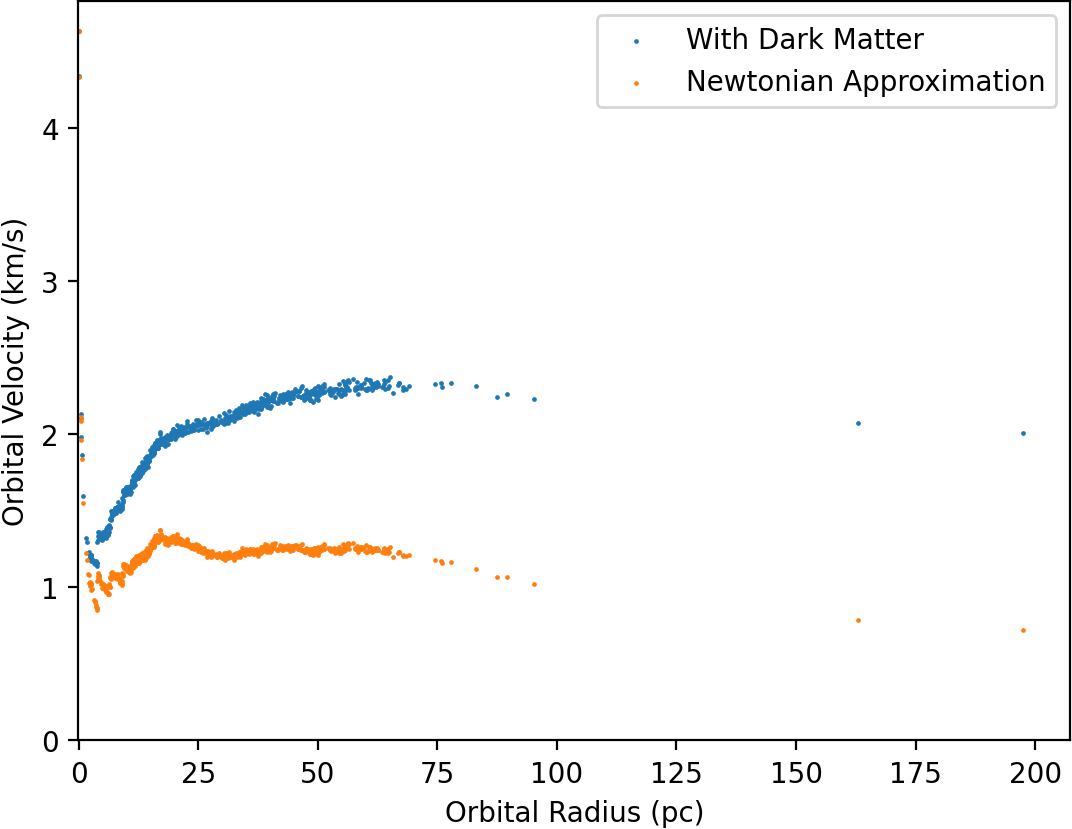 With Dark Matter
Newtonian Approximation
Orbital Velocity (km/s)
4
3
2
1
0
0 25 50 75 100 125 150 175 200
Orbital Radius (pc)